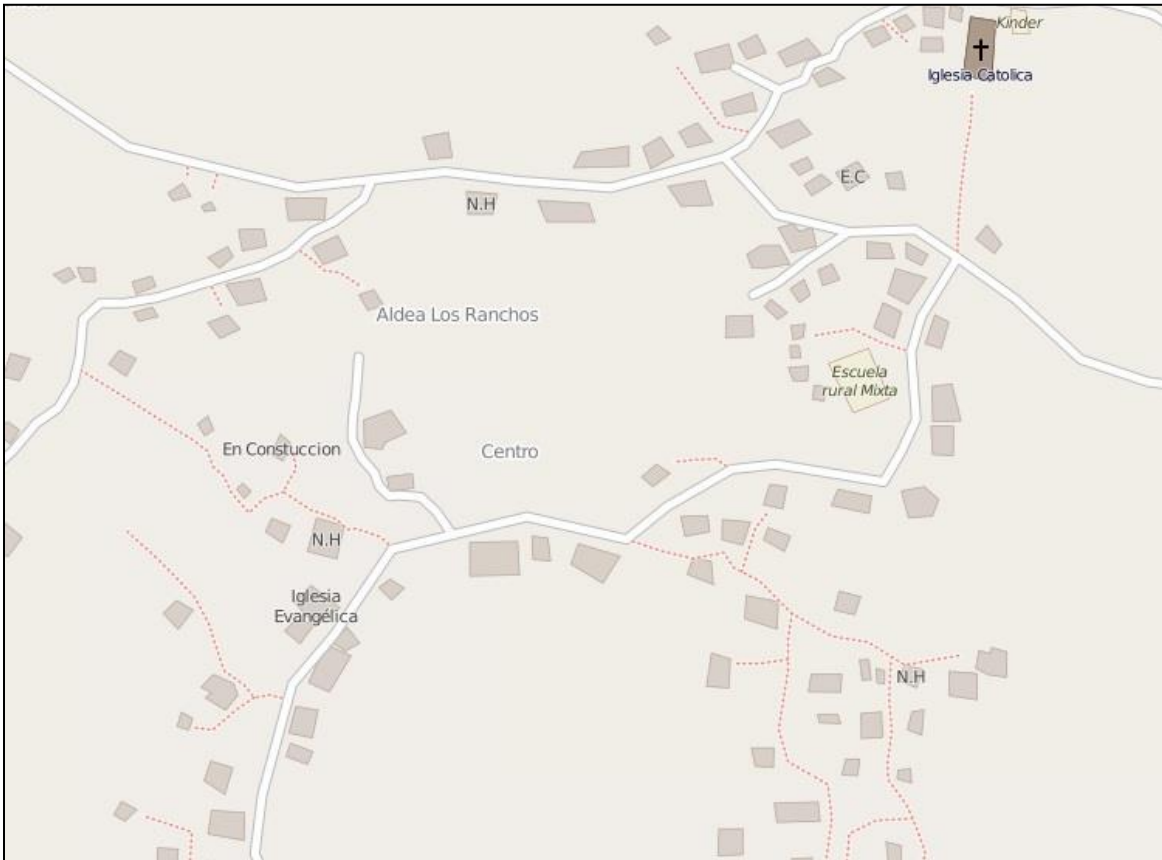 Kinder
Iglesia Catolica
E.C
N.H
Aldea Los Ranchos
Escuela
rural Mixta
En Constuccion
Centro
N.H
Iglesia
Evangélica
N.H